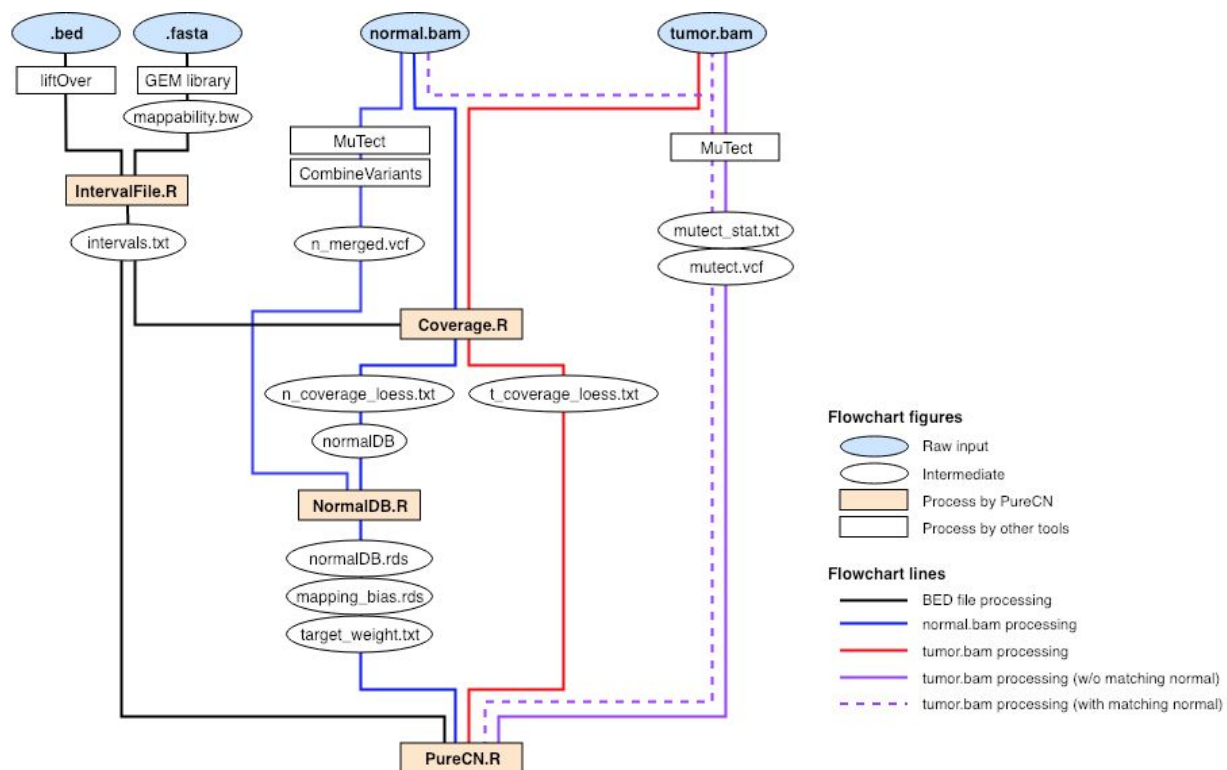 .bed
.fasta
normal.bam
tumor.bam
liftOver
GEM library
mappability.bw
MuTect
CombineVariants
MuTect
IntervalFile.R
intervals.txt
n_merged.vcf
mutect_stat.txt
mutect.vcf
Coverage.R
n_coverage_loess.txt
t_coverage_loess.txt
normalDB
NormalDB.R
normalDB.rds
mapping_bias.rds
target_weight.txt
PureCN.R
Flowchart figures
Raw input
Intermediate
Process by PureCN
Process by other tools
Flowchart lines
BED file processing
normal.bam processing
tumor.bam processing
tumor.bam processing (w/o matching normal)
tumor.bam processing (with matching normal)